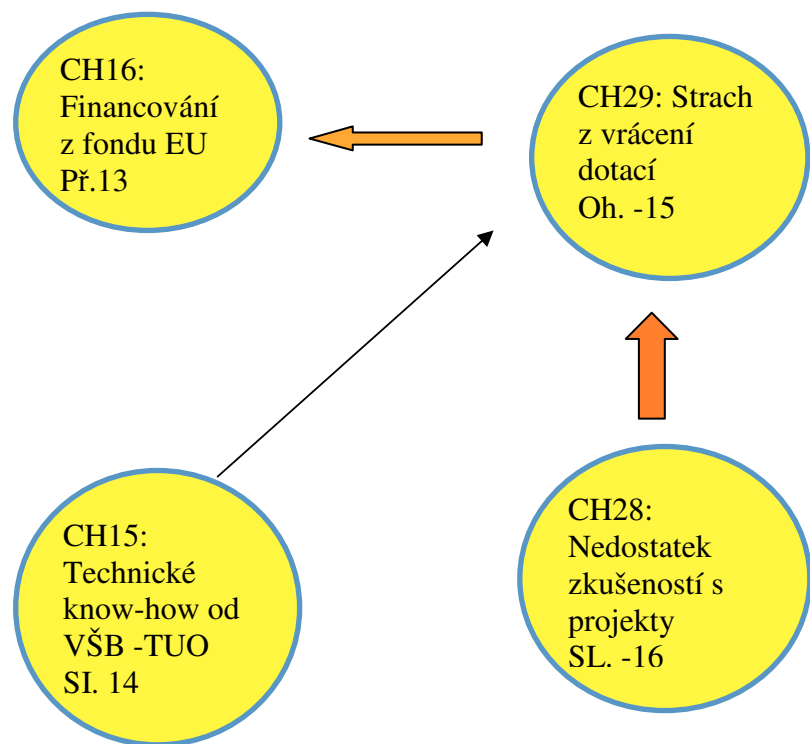 CH16:
Financování
z fondu EU
Př.13
CH29: Strach
z vrácení
dotací
Oh. -15
CH15:
Technické
know-how od
VŠB -TUO
SI. 14
CH28:
Nedostatek
zkušeností s
projekty
SL. -16